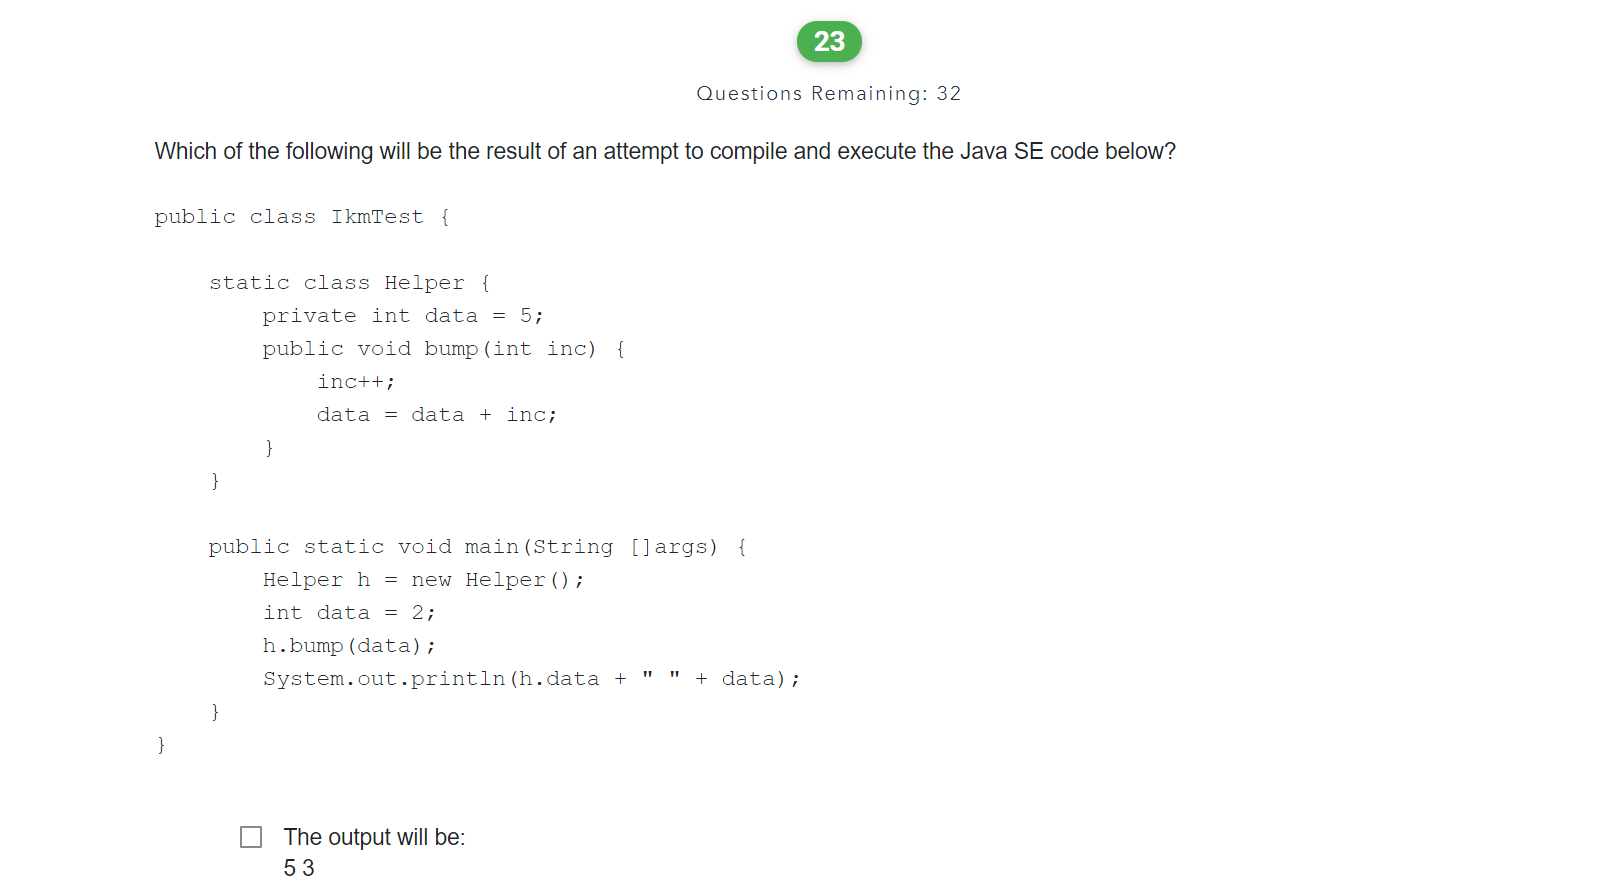 23
Questions Remaining: 32
Which of the following will be the result of an attempt to compile and execute the Java SE code below?
public class IkmTest {
static class Helper {
private int data = 5;
public void bump(int inc) {
inc++;
data = data + inc;
}
}
public static void main(String []args) {
Helper h = new Helper();
int data = 2;
h.bump(data);
System.out.println(h.data + " " + data);
}
}
The output will be:
5 3